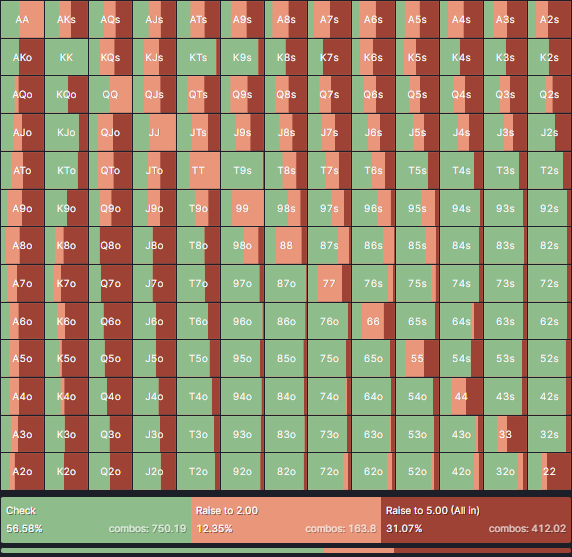 AA AKs AQs AJs ATs A9s A8s A7s A6s A5s A4s A3s A2s
AKo KK KQs KJs KTs K9s K8s K7s K6s K5s K4s K3s K2s
AQo KQo QQ QJs QTs Q9s Q8s Q7s Q6s Q5s Q4s Q3s Q2s
AJo KJo QJo JJ JTs J9s J8s J7s J6s J5s J4s J3s J2s
ATo KTo QTo JTo TT T9s T8s T7s T6s T5s T4s T3s T2s
A9o K9o Q9o J9o T9o 99 98s 97s 96s 95s 94s 93s 92s
A8o K8o Q8o J8o T8o 98o 88 87s 86s 85s 84s 83s 82s
A7o K7o Q7o J7o T7o 97o 87o 77 76s 75s 74s 73s 72s
A6o K6o Q6o J6o T6o 96o 86o 76o 66 65s 64s 63s 62s
A5o K5o Q5o J5o T5o 95o 85o 75o 65o 55 54s 53s 52s
A4o K4o Q4o J4o T4o 94o 84o 74o 64o 54o 44 43s 42s
A3o K3o Q3o J3o T3o 93o 83o 73o 63o 53o 43o 33 32s
A2o K2o Q2o J2o T2o 92o 82o 72o 62o 52o 42o 32o 22
Check Raise to 2.00 Raise to 5.00 (All in)
56.58% combos: 750.19 12.35% combos: 163.8 31.07% combos: 412.02